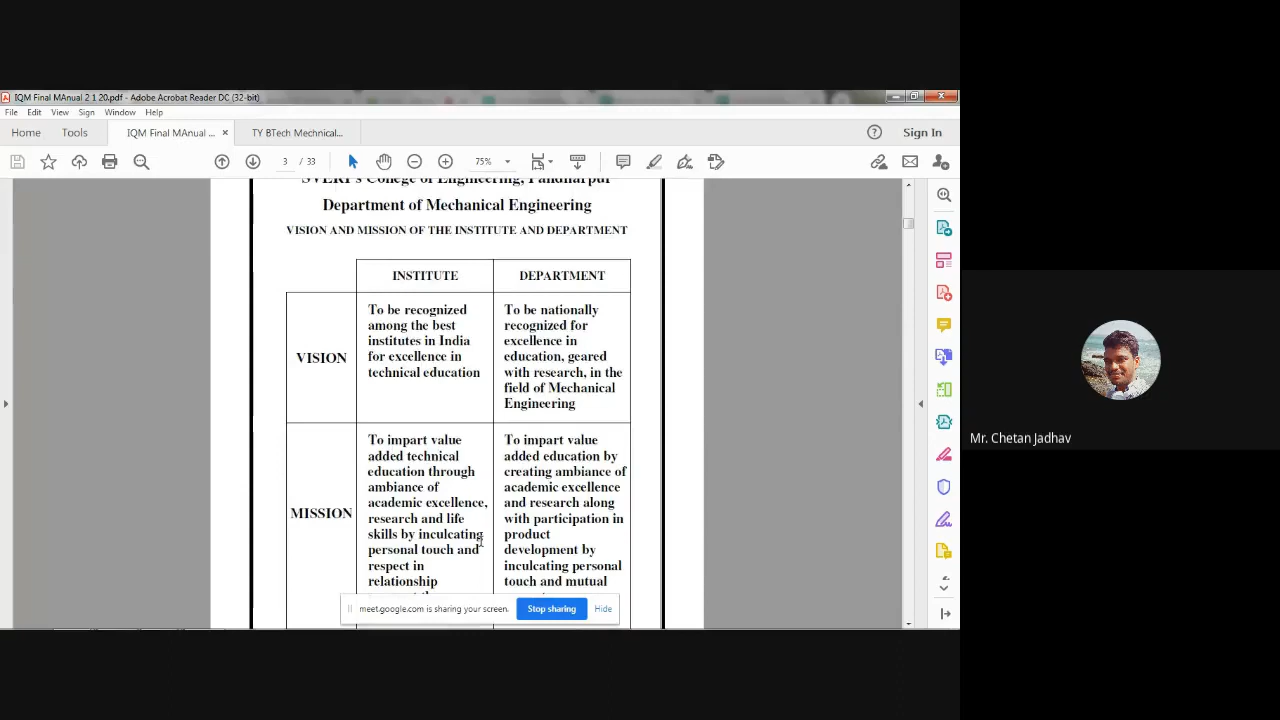 IQM Final MAnual 2 1 20.pdf - Adobe Acrobat Reader DC (32-bit)
File Edit View Sign Window Help
Home Tools IQM Final MAnual ... × TY BTech Mechnical... Sign In
3 / 33 75%
SVERI's College of Engineering, Pandharpur
Department of Mechanical Engineering
VISION AND MISSION OF THE INSTITUTE AND DEPARTMENT
INSTITUTE DEPARTMENT
VISION
To be recognized
among the best
institutes in India
for excellence in
technical education
To be nationally
recognized for
excellence in
education, geared
with research, in the
field of Mechanical
Engineering
MISSION
To impart value
added technical
education through
ambiance of
academic excellence,
research and life
skills by inculcating
personal touch and
respect in
relationship
To impart value
added education by
creating ambiance of
academic excellence
and research along
with participation in
product
development by
inculcating personal
touch and mutual
meet.google.com is sharing your screen. Stop sharing Hide
Mr. Chetan Jadhav